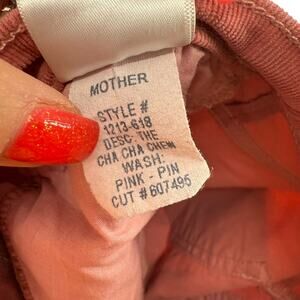 MOTHER
STYLE #
1213-618
DESC. THE
CHA CHA CHEW
WASH:
PINK - PIN
CUT # 607495